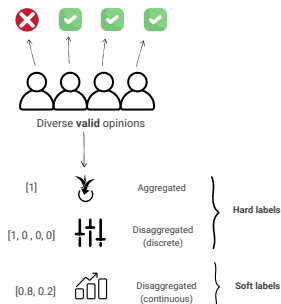 Diverse valid opinions
[1] Aggregated
Hard labels
[1, 0 , 0, 0] Disaggregated
(discrete)
[0.8, 0.2] Disaggregated
(continuous)
Soft labels